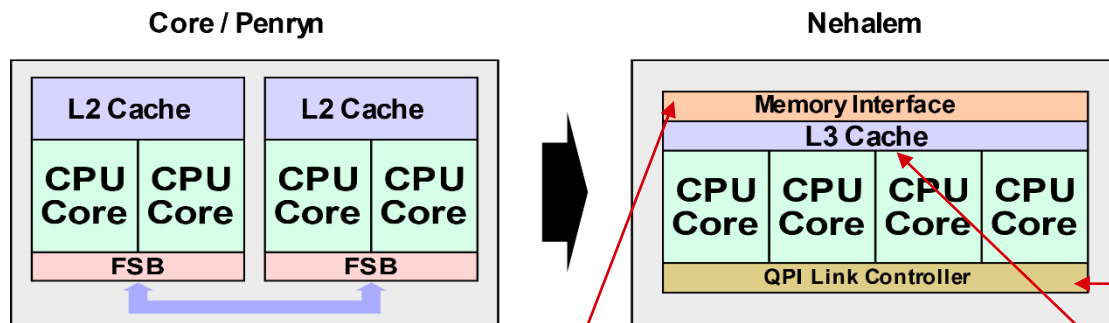 Core / Penryn
Nehalem
L2 Cache
L2 Cache
CPU
Core
CPU
Core
CPU
Core
CPU
Core
FSB
FSB
Memory Interface
L3 Cache
CPU
Core
CPU
Core
CPU
Core
CPU
Core
QPI Link Controller